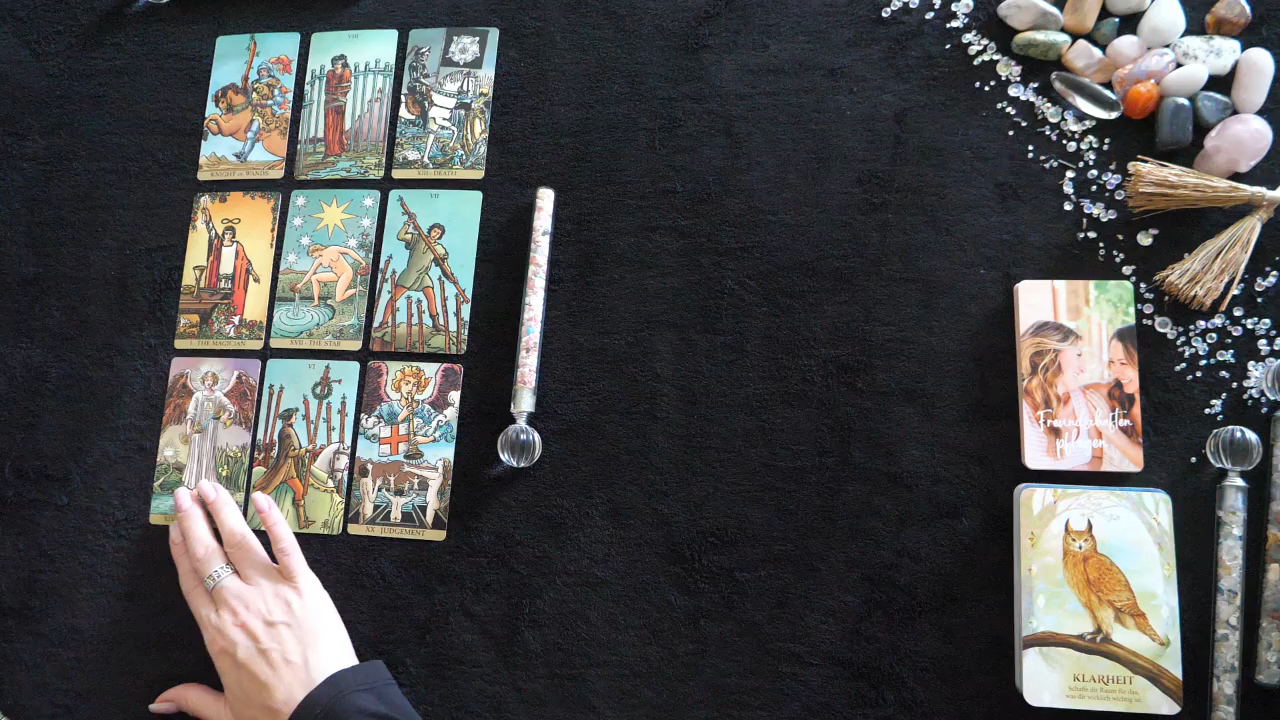 VIII
KNIGHT of WANDS
XIII · DEATH
VII
I. THE MAGICIAN
XVII · THE STAR
VI
XX · JUDGEMENT
Freundschaften
pflegen
KLARHEIT
Schaffe dir Raum für das,
was dir wirklich wichtig ist.